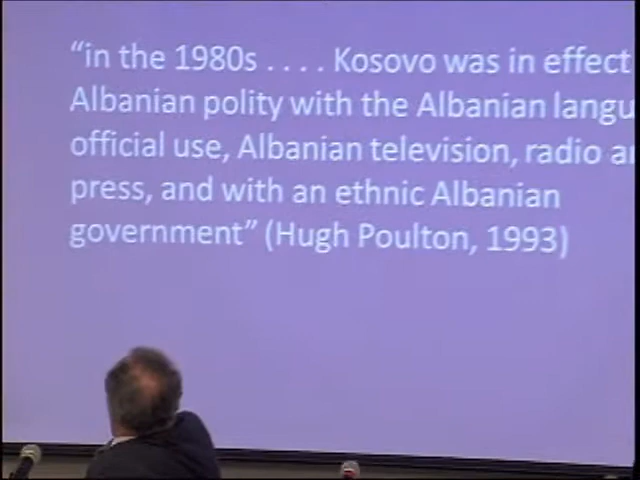 “in the 1980s . . . . Kosovo was in effect
Albanian polity with the Albanian langu
official use, Albanian television, radio a
press, and with an ethnic Albanian
government” (Hugh Poulton, 1993)